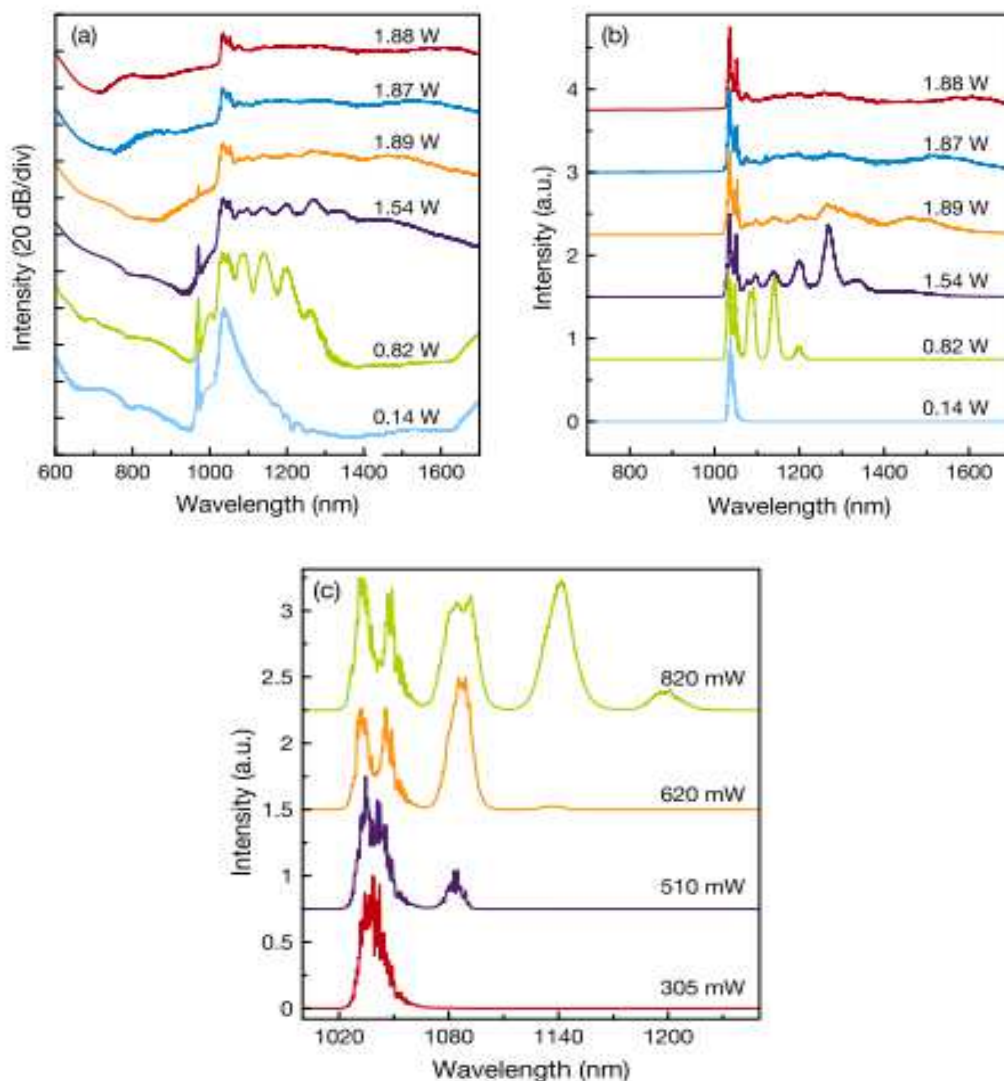 (a)
1.88 W
1.87 W
1.89 W
1.54 W
0.82 W
0.14 W
Intensity (20 dB/div)
600 800 1000 1200 1400 1600
Wavelength (nm)
(b)
4
3
2
1
0
1.88 W
1.87 W
1.89 W
1.54 W
0.82 W
0.14 W
Intensity (a.u.)
800 1000 1200 1400 1600
Wavelength (nm)
(c)
3
2.5
2
1.5
1
0.5
0
820 mW
620 mW
510 mW
305 mW
Intensity (a.u.)
1020 1080 1140 1200
Wavelength (nm)